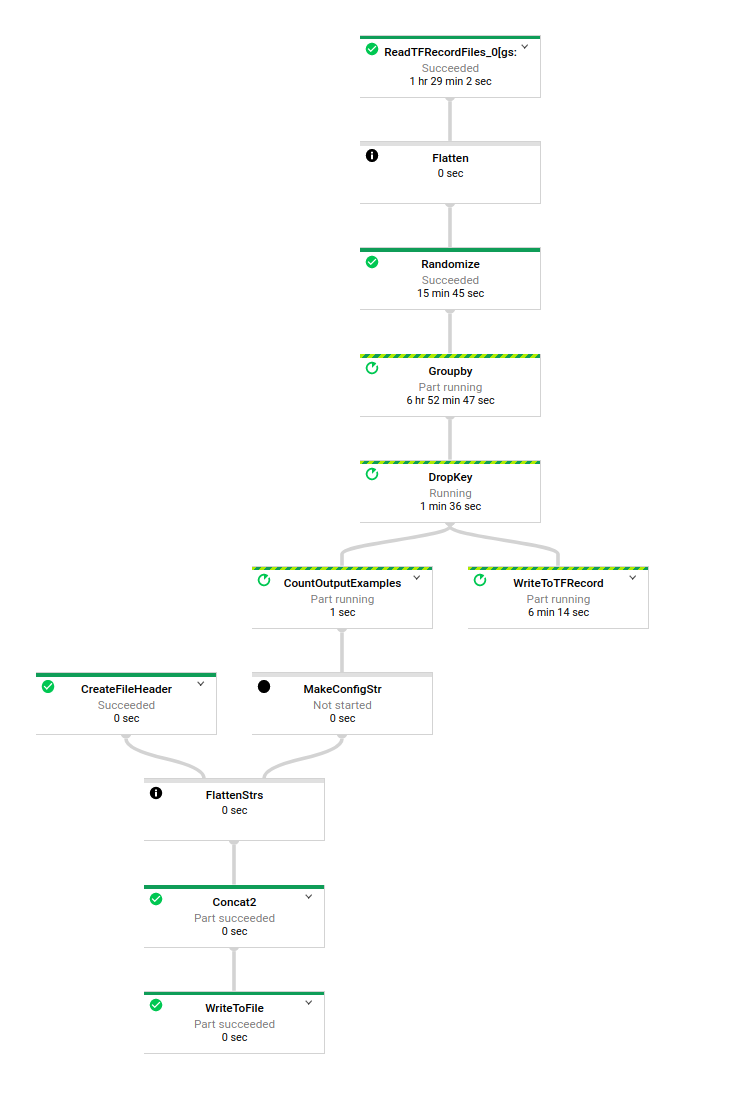 ReadTFRecordFiles_0[gs:
Succeeded
1 hr 29 min 2 sec
Flatten
0 sec
Randomize
Succeeded
15 min 45 sec
Groupby
Part running
6 hr 52 min 47 sec
DropKey
Running
1 min 36 sec
CountOutputExamples
Part running
1 sec
WriteToTFRecord
Part running
6 min 14 sec
CreateFileHeader
Succeeded
0 sec
MakeConfigStr
Not started
0 sec
FlattenStrs
0 sec
Concat2
Part succeeded
0 sec
WriteToFile
Part succeeded
0 sec